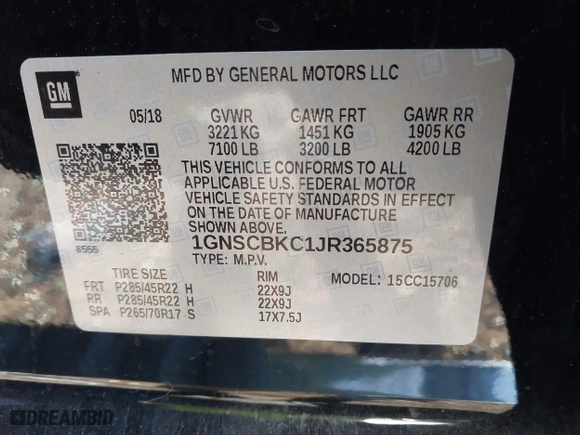 GM
MFD BY GENERAL MOTORS LLC
05/18 GVWR GAWR FRT GAWR RR
3221 KG 1451 KG 1905 KG
7100 LB 3200 LB 4200 LB
THIS VEHICLE CONFORMS TO ALL
APPLICABLE U.S. FEDERAL MOTOR
VEHICLE SAFETY STANDARDS IN EFFECT
ON THE DATE OF MANUFACTURE
SHOWN ABOVE.
8555 1GNSCBKC1JR365875
TYPE: M.P.V.
TIRE SIZE RIM MODEL: 15CC15706
FRT P285/45R22 H 22X9J
RR P285/45R22 H 22X9J
SPA P265/70R17 S 17X7.5J
DREAMBID